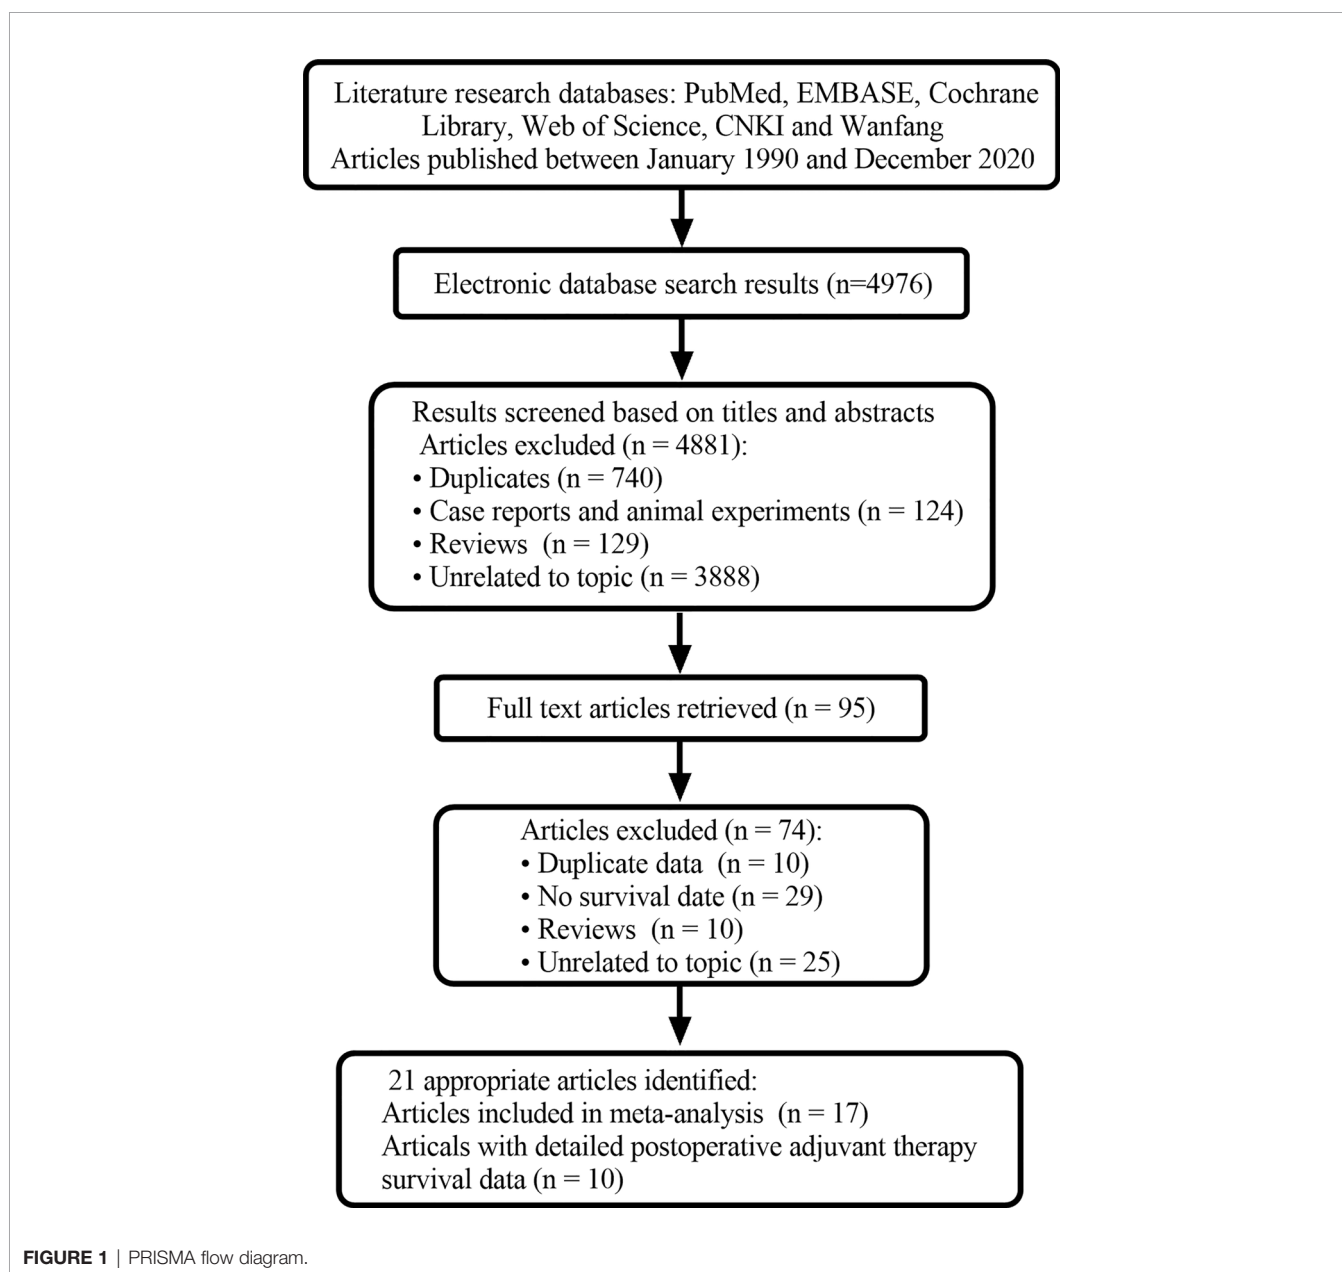 Literature research databases: PubMed, EMBASE, Cochrane
Library, Web of Science, CNKI and Wanfang
Articles published between January 1990 and December 2020
Electronic database search results (n=4976)
Results screened based on titles and abstracts
Articles excluded (n = 4881):
• Duplicates (n = 740)
• Case reports and animal experiments (n = 124)
• Reviews (n = 129)
• Unrelated to topic (n = 3888)
Full text articles retrieved (n = 95)
Articles excluded (n = 74):
• Duplicate data (n = 10)
• No survival date (n = 29)
• Reviews (n = 10)
• Unrelated to topic (n = 25)
21 appropriate articles identified:
Articles included in meta-analysis (n = 17)
Articals with detailed postoperative adjuvant therapy
survival data (n = 10)
FIGURE 1 | PRISMA flow diagram.